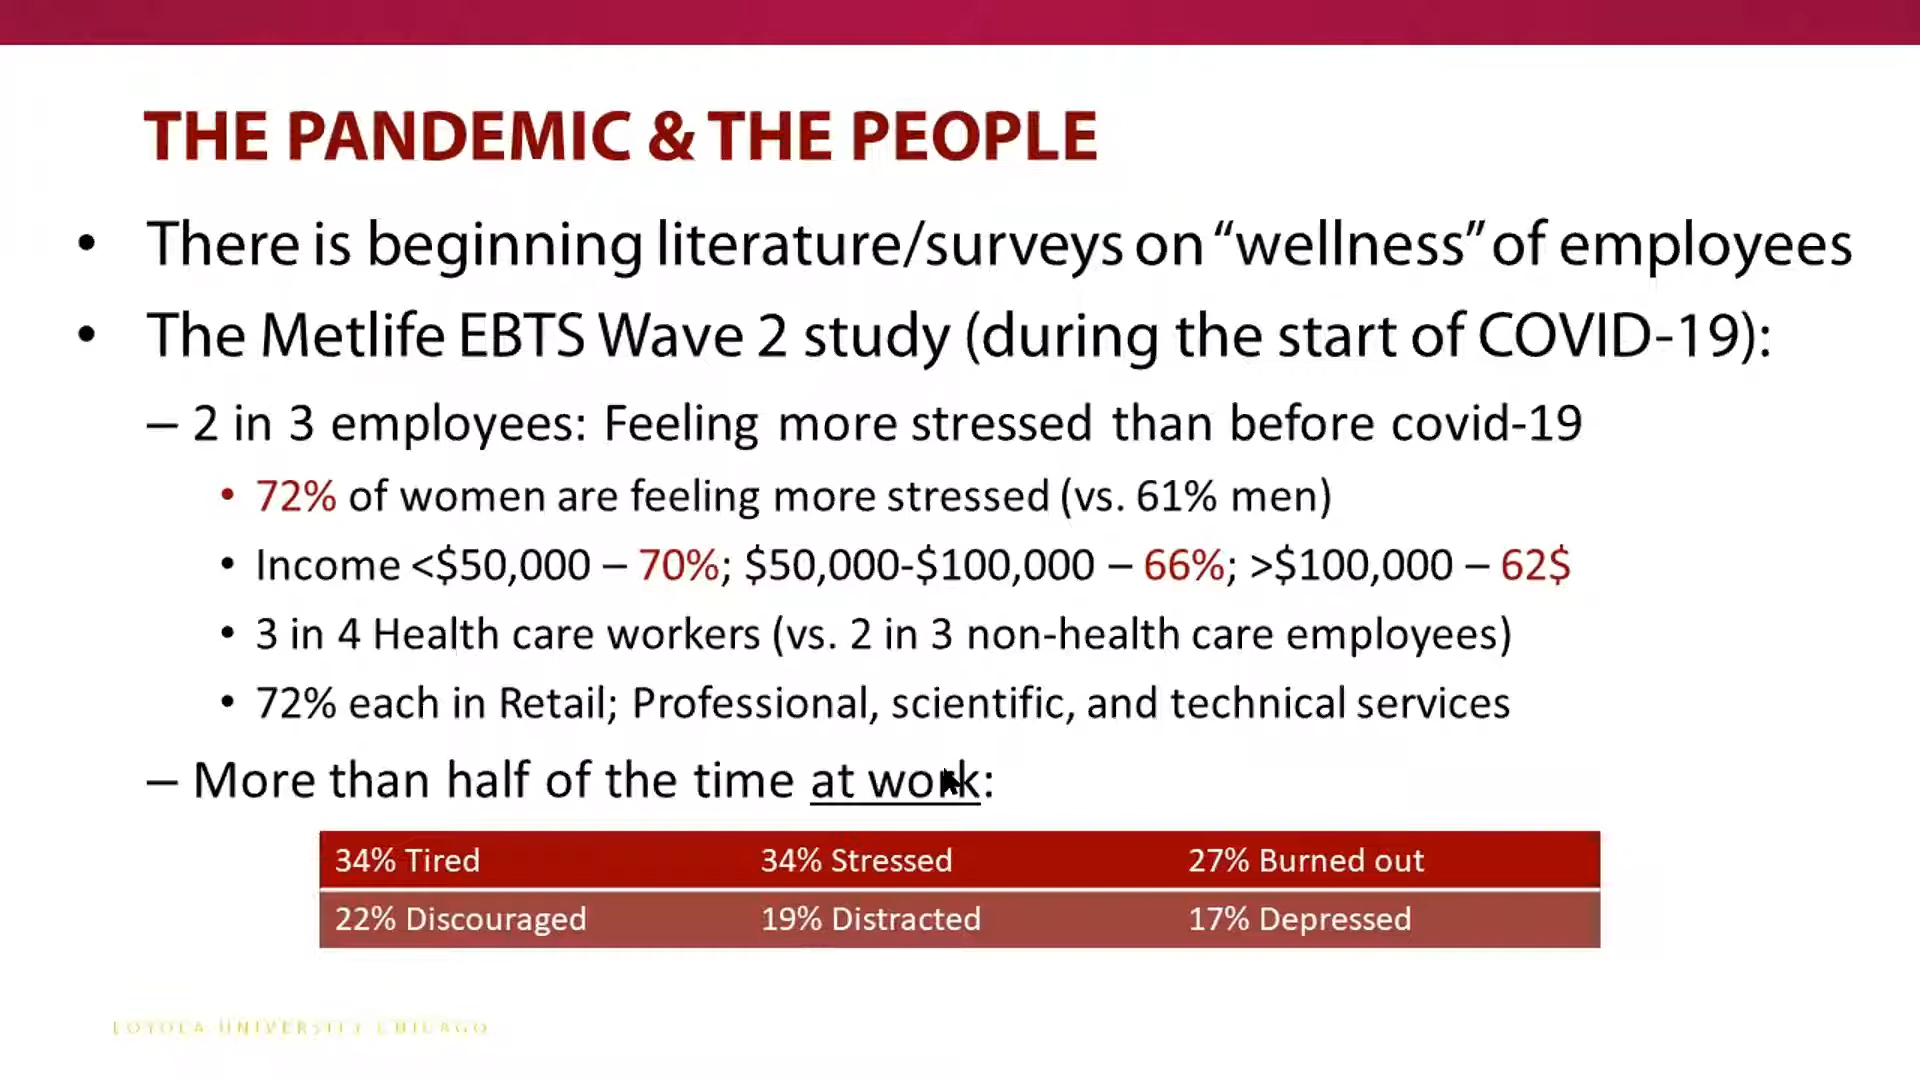 THE PANDEMIC & THE PEOPLE
• There is beginning literature/surveys on “wellness” of employees
• The Metlife EBTS Wave 2 study (during the start of COVID-19):
– 2 in 3 employees: Feeling more stressed than before covid-19
• 72% of women are feeling more stressed (vs. 61% men)
• Income <$50,000 – 70%; $50,000-$100,000 – 66%; >$100,000 – 62$
• 3 in 4 Health care workers (vs. 2 in 3 non-health care employees)
• 72% each in Retail; Professional, scientific, and technical services
– More than half of the time at work:
34% Tired 34% Stressed 27% Burned out
22% Discouraged 19% Distracted 17% Depressed
LOYOLA UNIVERSITY CHICAGO